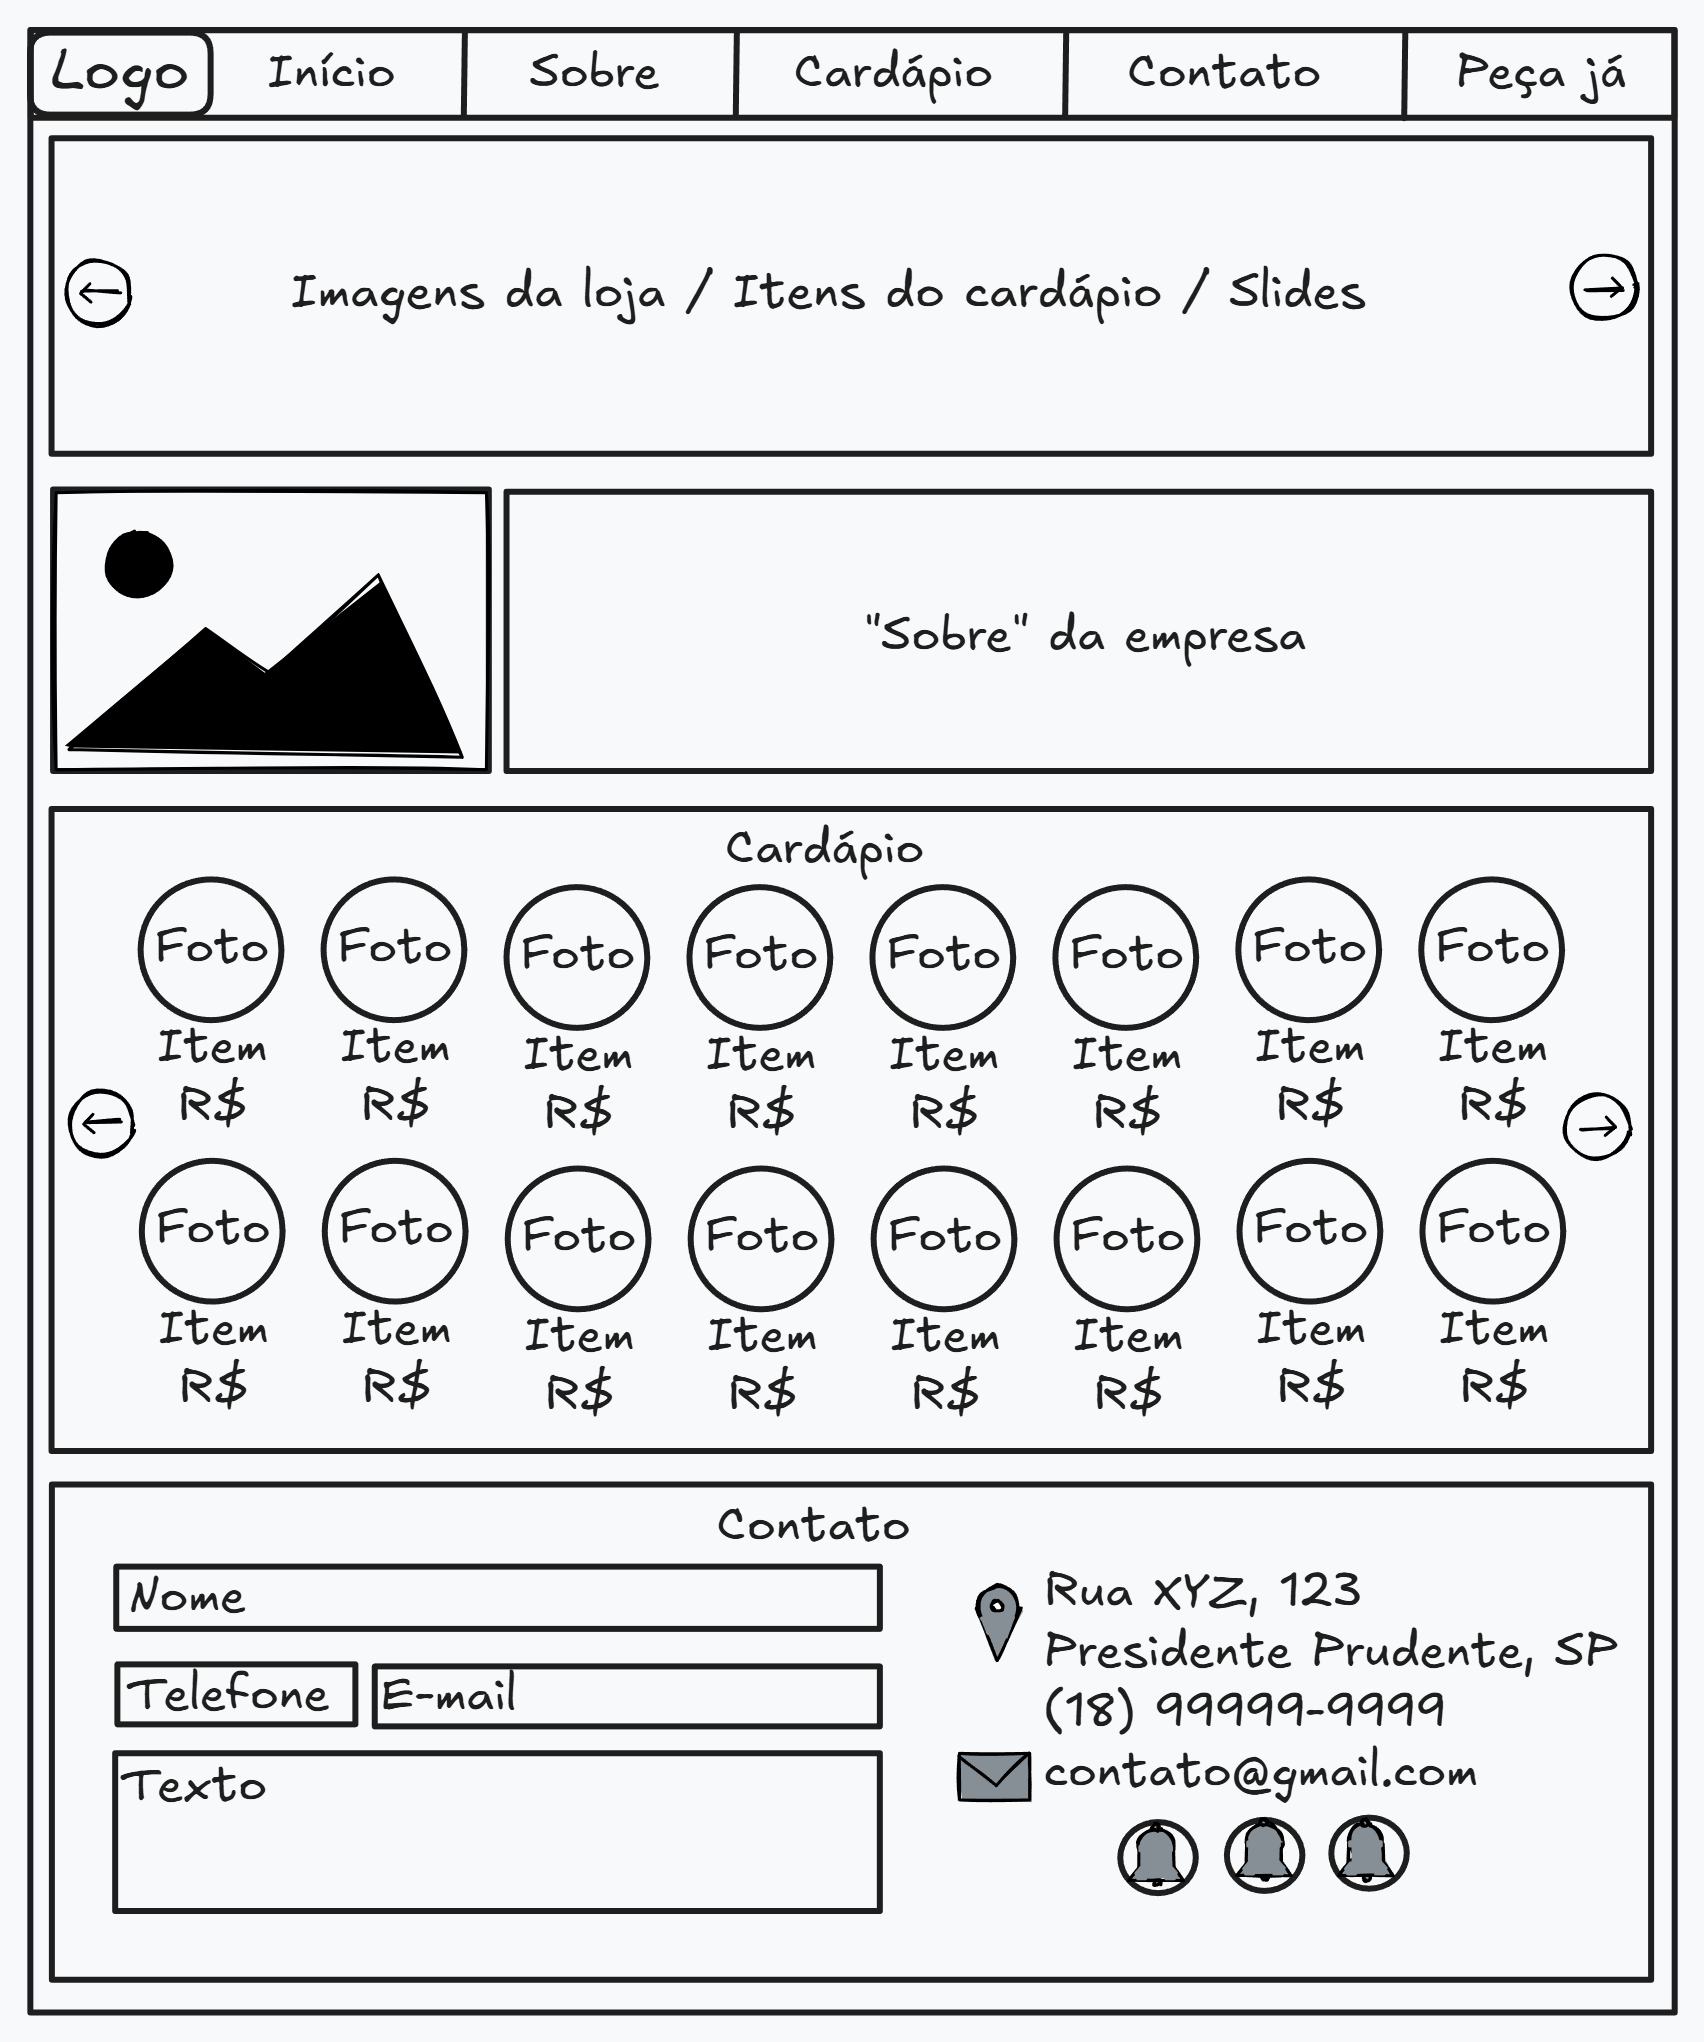 Logo Início Sobre Cardápio Contato Peça já
Imagens da loja / Itens do cardápio / Slides
"Sobre" da empresa
Cardápio
Foto Foto Foto Foto Foto Foto Foto Foto
Item Item Item Item Item Item Item Item
R$ R$ R$ R$ R$ R$ R$ R$
Foto Foto Foto Foto Foto Foto Foto Foto
Item Item Item Item Item Item Item Item
R$ R$ R$ R$ R$ R$ R$ R$
Contato
Nome
Telefone E-mail
Texto
Rua XYZ, 123
Presidente Prudente, SP
(18) 99999-9999
contato@gmail.com